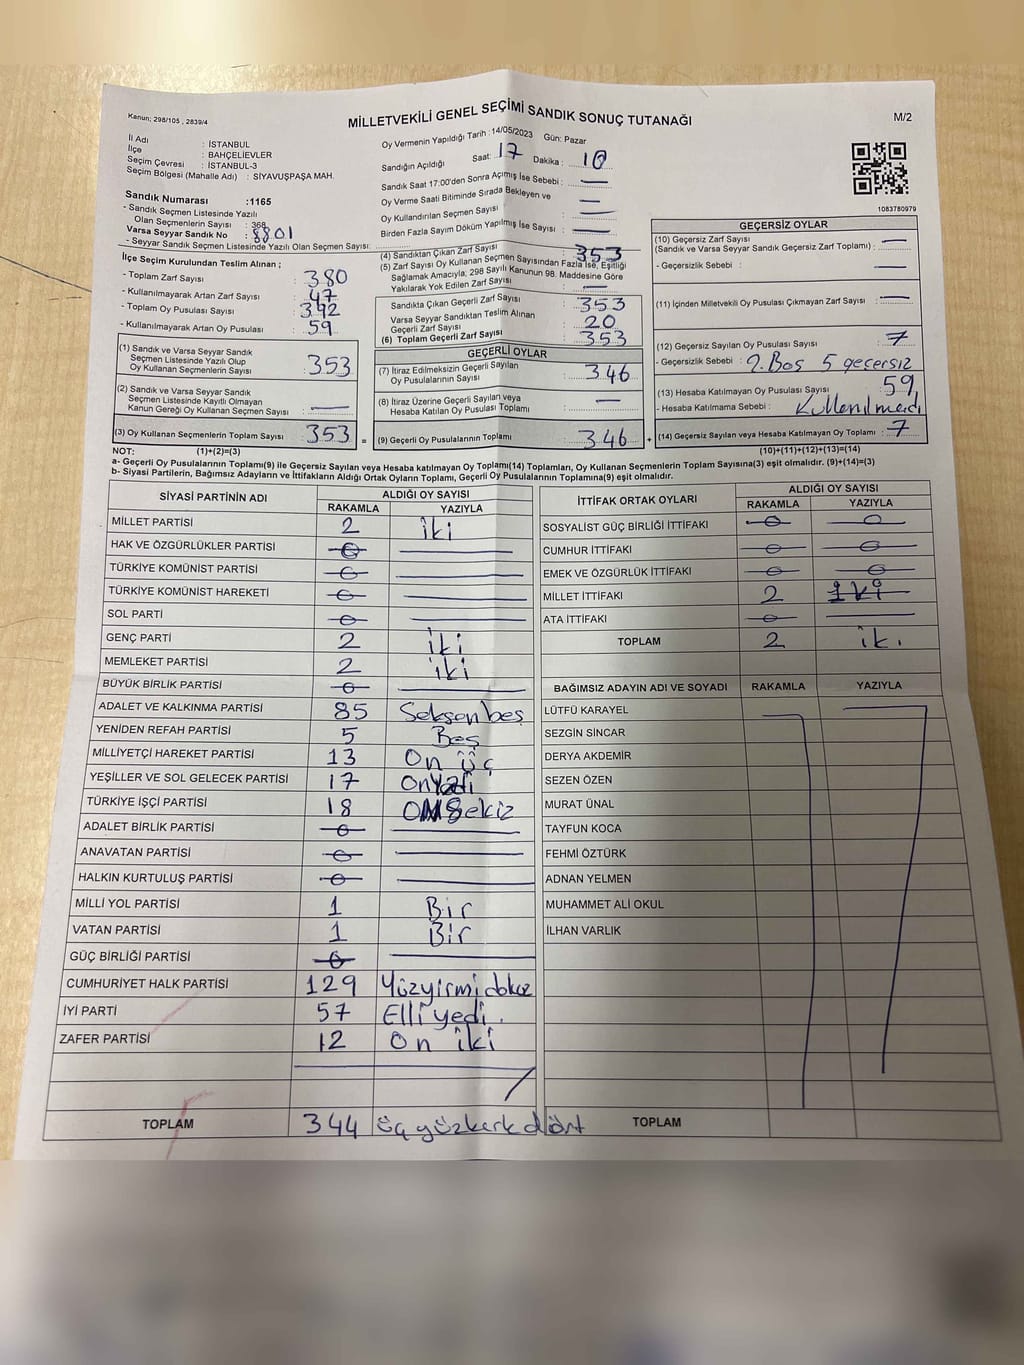 Kanun; 298/105 , 2839/4
MİLLETVEKİLİ GENEL SEÇİMİ SANDIK SONUÇ TUTANAĞI
M/2
İl Adı : İSTANBUL
İlçe : BAHÇELİEVLER
Seçim Çevresi : İSTANBUL-3
Seçim Bölgesi (Mahalle Adı) : SİYAVUŞPAŞA MAH.
Sandık Numarası :1165
- Sandık Seçmen Listesinde Yazılı
Olan Seçmenlerin Sayısı : 368
Varsa Seyyar Sandık No : 8801
- Seyyar Sandık Seçmen Listesinde Yazılı Olan Seçmen Sayısı:
Oy Vermenin Yapıldığı Tarih : 14/05/2023 Gün: Pazar
Sandığın Açıldığı Saat: 17 Dakika : 10
Sandık Saat 17:00'den Sonra Açımış İse Sebebi : —
Oy Verme Saati Bitiminde Sırada Bekleyen ve
Oy Kullandırılan Seçmen Sayısı : —
Birden Fazla Sayım Döküm Yapılmış İse Sayısı : —
1083780979
İlçe Seçim Kurulundan Teslim Alınan ;
- Toplam Zarf Sayısı : 380
- Kullanılmayarak Artan Zarf Sayısı : 47
- Toplam Oy Pusulası Sayısı : 392
- Kullanılmayarak Artan Oy Pusulası : 59
(1) Sandık ve Varsa Seyyar Sandık
Seçmen Listesinde Yazılı Olup
Oy Kullanan Seçmenlerin Sayısı : 353
(2) Sandık ve Varsa Seyyar Sandık
Seçmen Listesinde Kayıtlı Olmayan
Kanun Gereği Oy Kullanan Seçmen Sayısı : —
(3) Oy Kullanan Seçmenlerin Toplam Sayısı : 353 =
(4) Sandıktan Çıkan Zarf Sayısı : 353
(5) Zarf Sayısı Oy Kullanan Seçmen Sayısından Fazla İse, Eşitliği
Sağlamak Amacıyla, 298 Sayılı Kanunun 98. Maddesine Göre
Yakılarak Yok Edilen Zarf Sayısı : —
Sandıkta Çıkan Geçerli Zarf Sayısı : 353
Varsa Seyyar Sandıktan Teslim Alınan
Geçerli Zarf Sayısı : 20
(6) Toplam Geçerli Zarf Sayısı : 353
GEÇERLİ OYLAR
(7) İtiraz Edilmeksizin Geçerli Sayılan
Oy Pusulalarının Sayısı : 346
(8) İtiraz Üzerine Geçerli Sayılan veya
Hesaba Katılan Oy Pusulası Toplamı : —
(9) Geçerli Oy Pusulalarının Toplamı : 346 +
GEÇERSİZ OYLAR
(10) Geçersiz Zarf Sayısı
(Sandık ve Varsa Seyyar Sandık Geçersiz Zarf Toplamı) : —
- Geçersizlik Sebebi : —
(11) İçinden Milletvekili Oy Pusulası Çıkmayan Zarf Sayısı : —
(12) Geçersiz Sayılan Oy Pusulası Sayısı : 7
- Geçersizlik Sebebi : 2. Boş 5 geçersiz
(13) Hesaba Katılmayan Oy Pusulası Sayısı : 59
- Hesaba Katılmama Sebebi : Kullanılmadı
(14) Geçersiz Sayılan veya Hesaba Katılmayan Oy Toplamı : 7
NOT: (1)+(2)=(3) (10)+(11)+(12)+(13)=(14)
a- Geçerli Oy Pusulalarının Toplamı(9) ile Geçersiz Sayılan veya Hesaba katılmayan Oy Toplamı(14) Toplamları, Oy Kullanan Seçmenlerin Toplam Sayısına(3) eşit olmalıdır. (9)+(14)=(3)
b- Siyasi Partilerin, Bağımsız Adayların ve İttifakların Aldığı Ortak Oyların Toplamı, Geçerli Oy Pusulalarının Toplamına(9) eşit olmalıdır.
SİYASİ PARTİNİN ADI ALDIĞI OY SAYISI
RAKAMLA YAZIYLA
MİLLET PARTİSİ 2 iki
HAK VE ÖZGÜRLÜKLER PARTİSİ 0 —
TÜRKİYE KOMÜNİST PARTİSİ 0 —
TÜRKİYE KOMÜNİST HAREKETİ 0 —
SOL PARTİ 0 —
GENÇ PARTİ 2 iki
MEMLEKET PARTİSİ 2 iki
BÜYÜK BİRLİK PARTİSİ 0 —
ADALET VE KALKINMA PARTİSİ 85 Seksen beş
YENİDEN REFAH PARTİSİ 5 Beş
MİLLİYETÇİ HAREKET PARTİSİ 13 On üç
YEŞİLLER VE SOL GELECEK PARTİSİ 17 Onyedi
TÜRKİYE İŞÇİ PARTİSİ 18 Onsekiz
ADALET BİRLİK PARTİSİ 0 —
ANAVATAN PARTİSİ 0 —
HALKIN KURTULUŞ PARTİSİ 0 —
MİLLİ YOL PARTİSİ 1 Bir
VATAN PARTİSİ 1 Bir
GÜÇ BİRLİĞİ PARTİSİ 0 —
CUMHURİYET HALK PARTİSİ 129 Yüzyirmidokuz
İYİ PARTİ 57 Elli yedi.
ZAFER PARTİSİ 12 On iki
TOPLAM 344 üç yüzkırk dört
İTTİFAK ORTAK OYLARI ALDIĞI OY SAYISI
RAKAMLA YAZIYLA
SOSYALİST GÜÇ BİRLİĞİ İTTİFAKI 0 0
CUMHUR İTTİFAKI 0 0
EMEK VE ÖZGÜRLÜK İTTİFAKI 0 0
MİLLET İTTİFAKI 2 İki
ATA İTTİFAKI 0 —
TOPLAM 2 iki
BAĞIMSIZ ADAYIN ADI VE SOYADI RAKAMLA YAZIYLA
LÜTFÜ KARAYEL
SEZGİN SİNCAR
DERYA AKDEMİR
SEZEN ÖZEN
MURAT ÜNAL
TAYFUN KOCA
FEHMİ ÖZTÜRK
ADNAN YELMEN
MUHAMMET ALİ OKUL
İLHAN VARLIK
TOPLAM